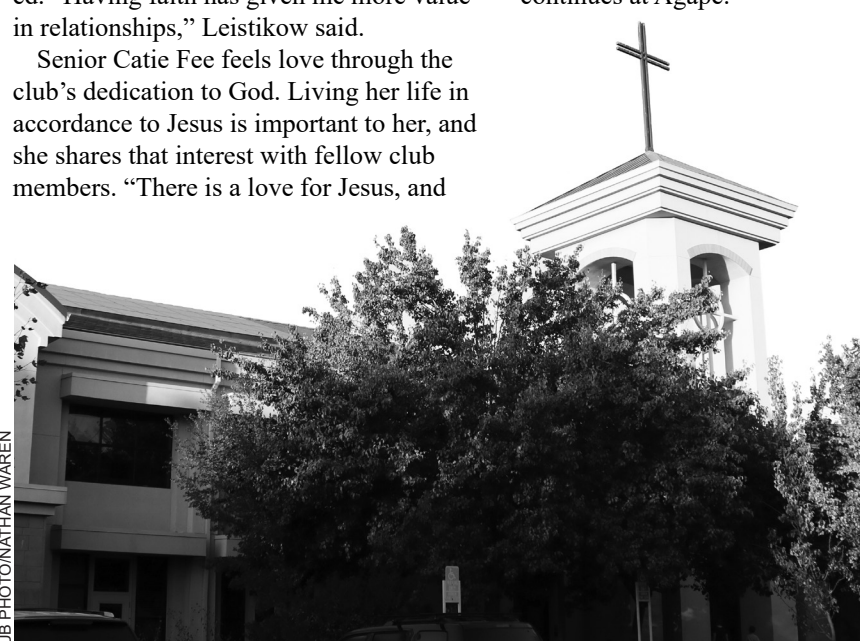 ed. “Having faith has given me more value
in relationships,” Leistikow said.
Senior Catie Fee feels love through the
club’s dedication to God. Living her life in
accordance to Jesus is important to her, and
she shares that interest with fellow club
members. “There is a love for Jesus, and
continues at Agape.
PHOTO/NATHAN WAREN